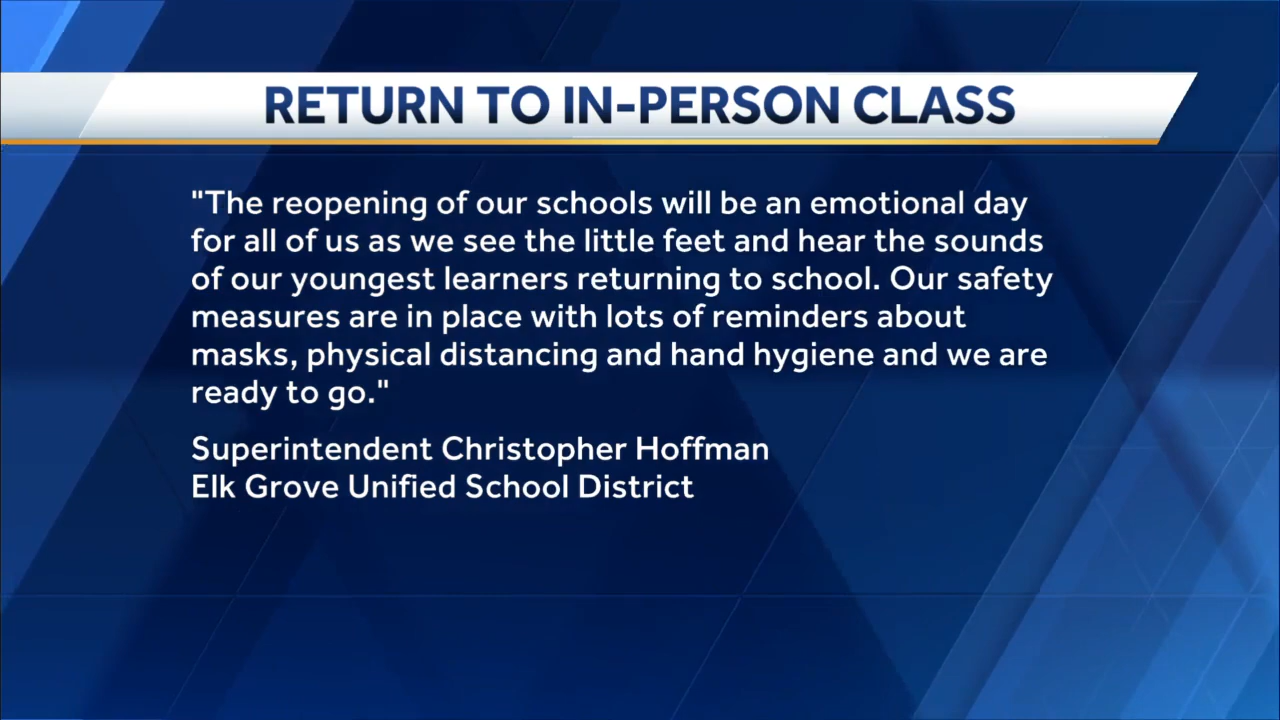 RETURN TO IN-PERSON CLASS
"The reopening of our schools will be an emotional day
for all of us as we see the little feet and hear the sounds
of our youngest learners returning to school. Our safety
measures are in place with lots of reminders about
masks, physical distancing and hand hygiene and we are
ready to go."
Superintendent Christopher Hoffman
Elk Grove Unified School District